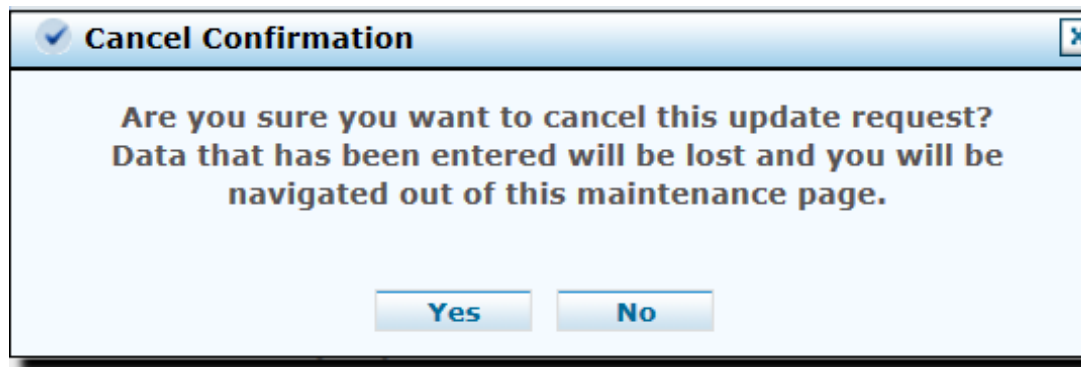 Cancel Confirmation
Are you sure you want to cancel this update request?
Data that has been entered will be lost and you will be
navigated out of this maintenance page.
Yes No